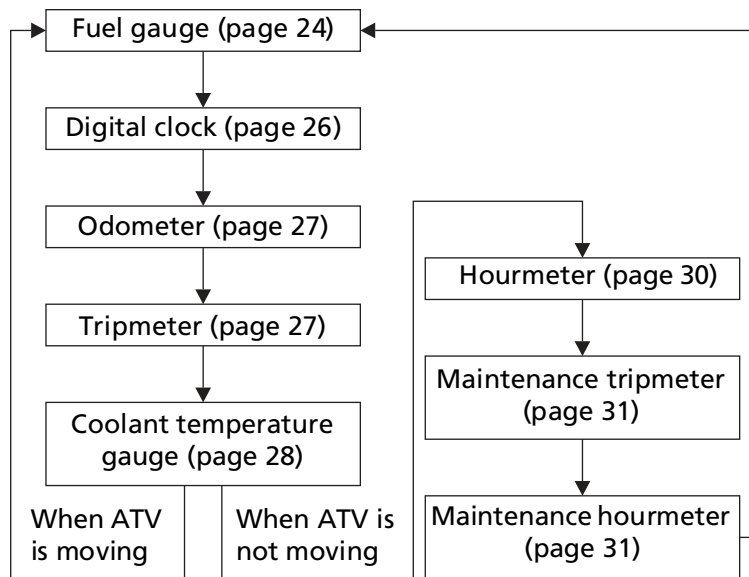 Fuel gauge (page 24)
Digital clock (page 26)
Odometer (page 27)
Tripmeter (page 27)
Coolant temperature
gauge (page 28)
When ATV
is moving
When ATV is
not moving
Hourmeter (page 30)
Maintenance tripmeter
(page 31)
Maintenance hourmeter
(page 31)